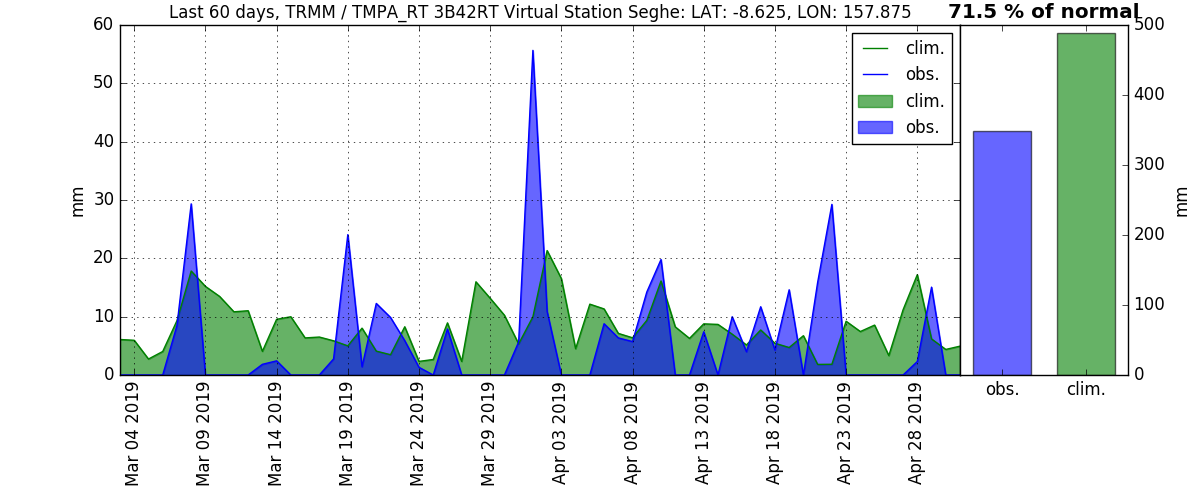 Last 60 days, TRMM / TMPA_RT 3B42RT Virtual Station Seghe: LAT: -8.625, LON: 157.875
71.5 % of normal
60
50
40
30
20
10
0
mm
clim.
obs.
clim.
obs.
Mar 04 2019
Mar 09 2019
Mar 14 2019
Mar 19 2019
Mar 24 2019
Mar 29 2019
Apr 03 2019
Apr 08 2019
Apr 13 2019
Apr 18 2019
Apr 23 2019
Apr 28 2019
500
400
300
200
100
0
mm
obs.
clim.